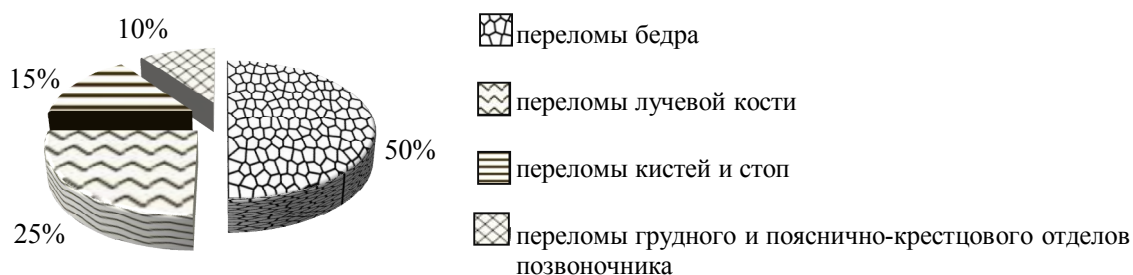 10%
15%
50%
25%
переломы бедра
переломы лучевой кости
переломы кистей и стоп
переломы грудного и пояснично-крестцового отделов
позвоночника